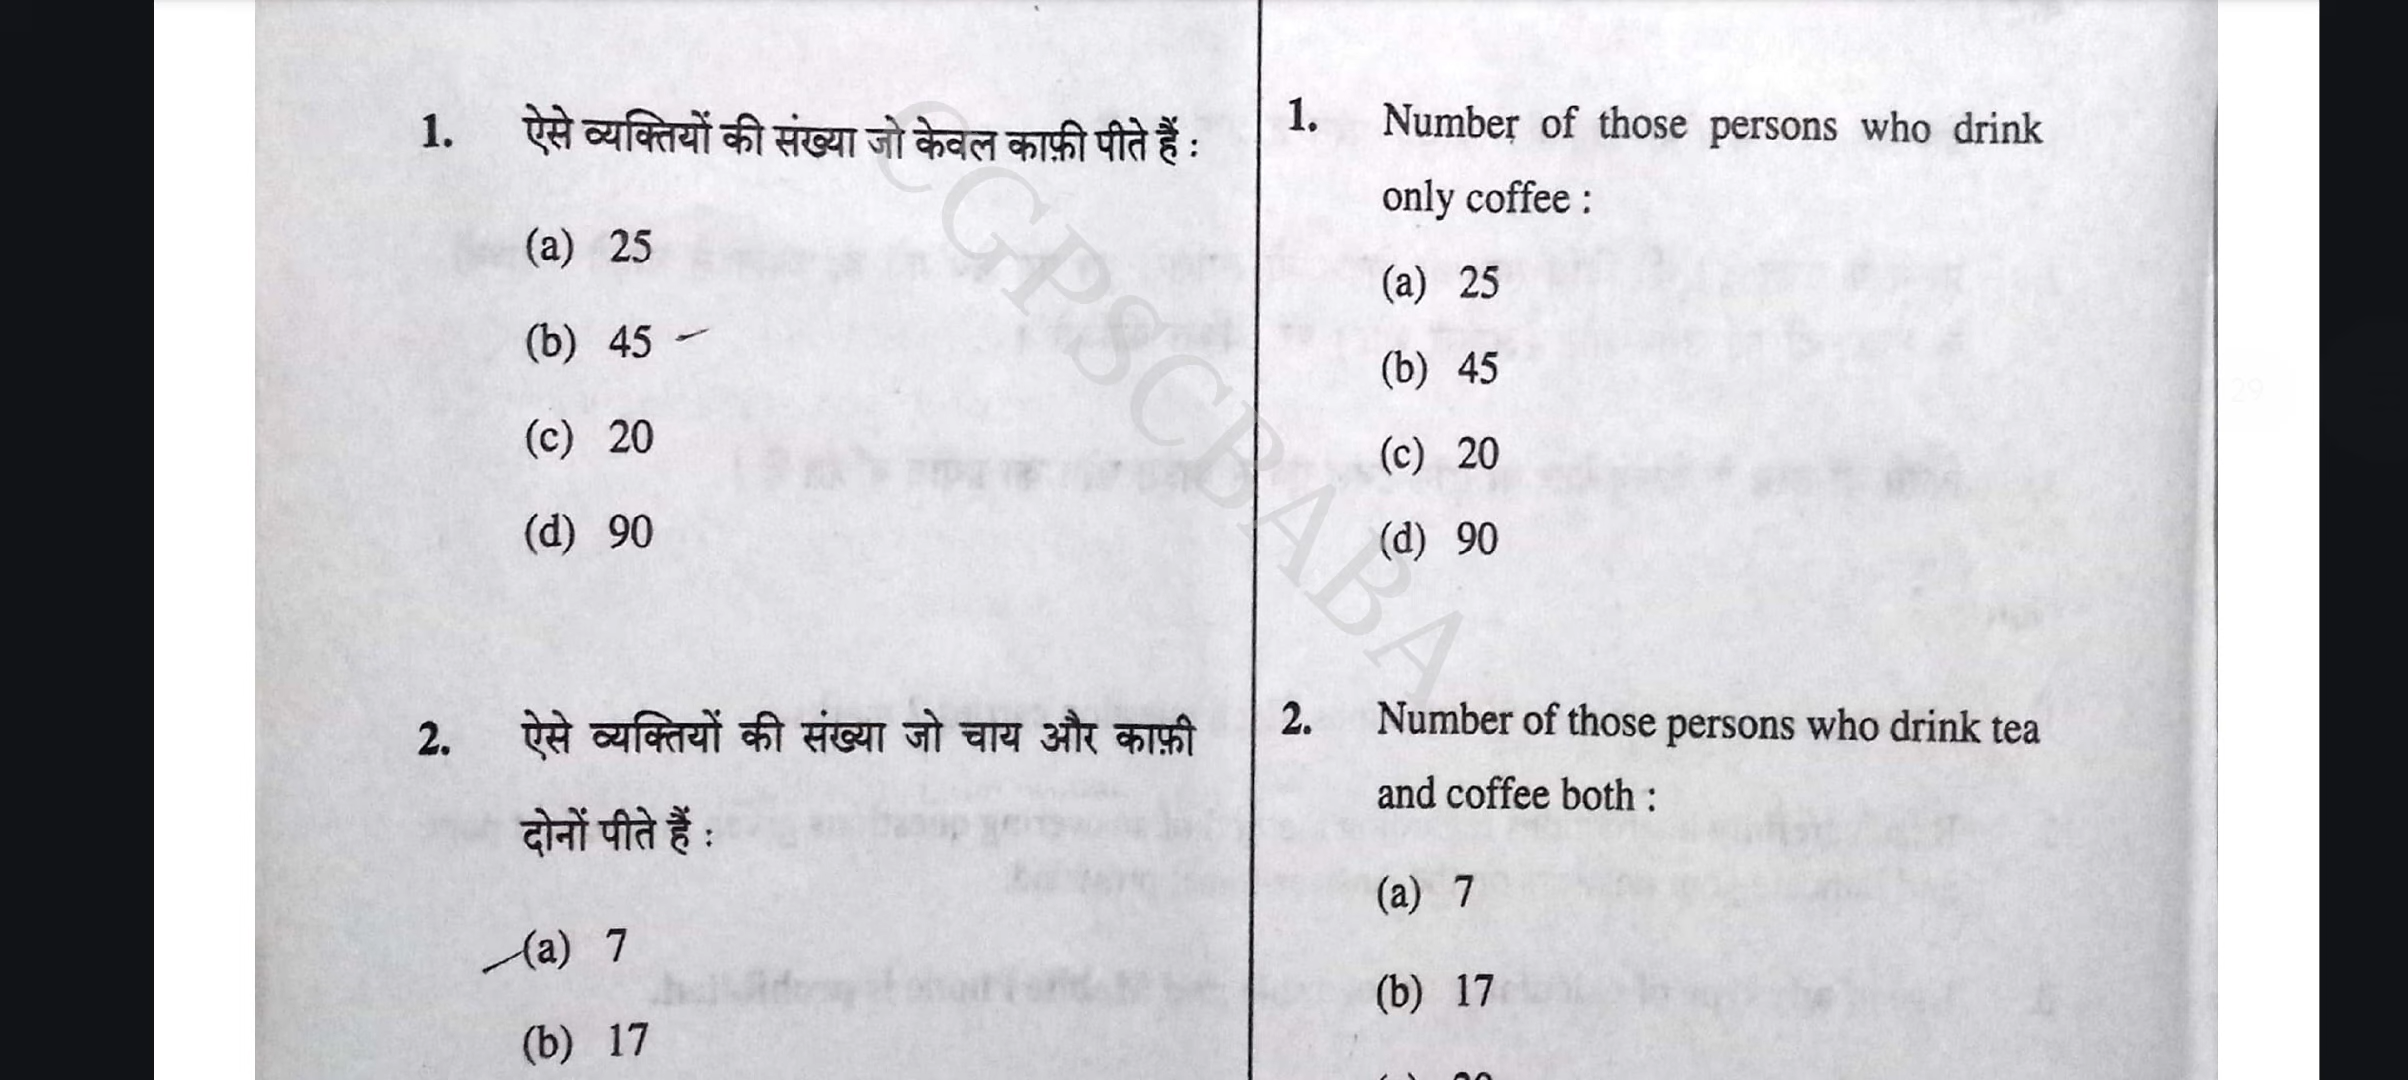 1. ऐसे व्यक्तियों की संख्या जो केवल काफ़ी पीते हैं :
(a) 25
(b) 45
(c) 20
(d) 90
2. ऐसे व्यक्तियों की संख्या जो चाय और काफ़ी
दोनों पीते हैं :
(a) 7
(b) 17
1. Number of those persons who drink
only coffee :
(a) 25
(b) 45
(c) 20
(d) 90
2. Number of those persons who drink tea
and coffee both :
(a) 7
(b) 17
CGPSCBABA
29